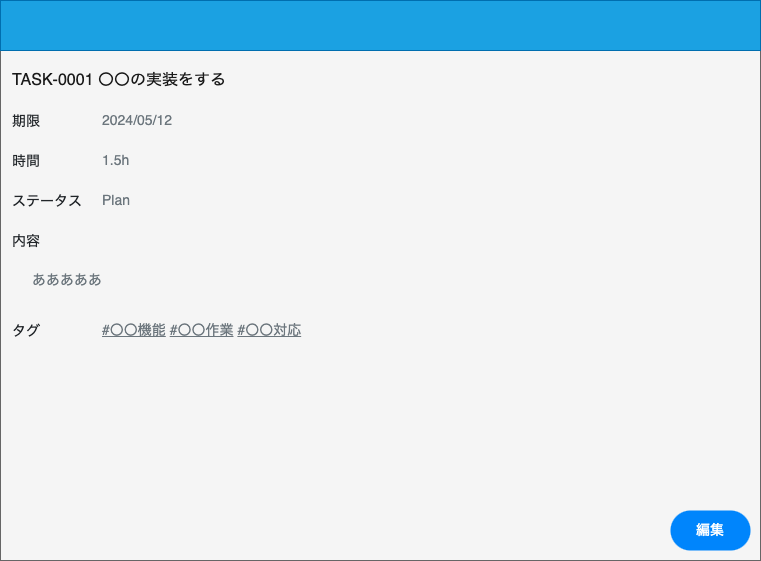 TASK-0001 〇〇の実装をする
期限 2024/05/12
時間 1.5h
ステータス Plan
内容
あああああ
タグ #〇〇機能 #〇〇作業 #〇〇対応
編集